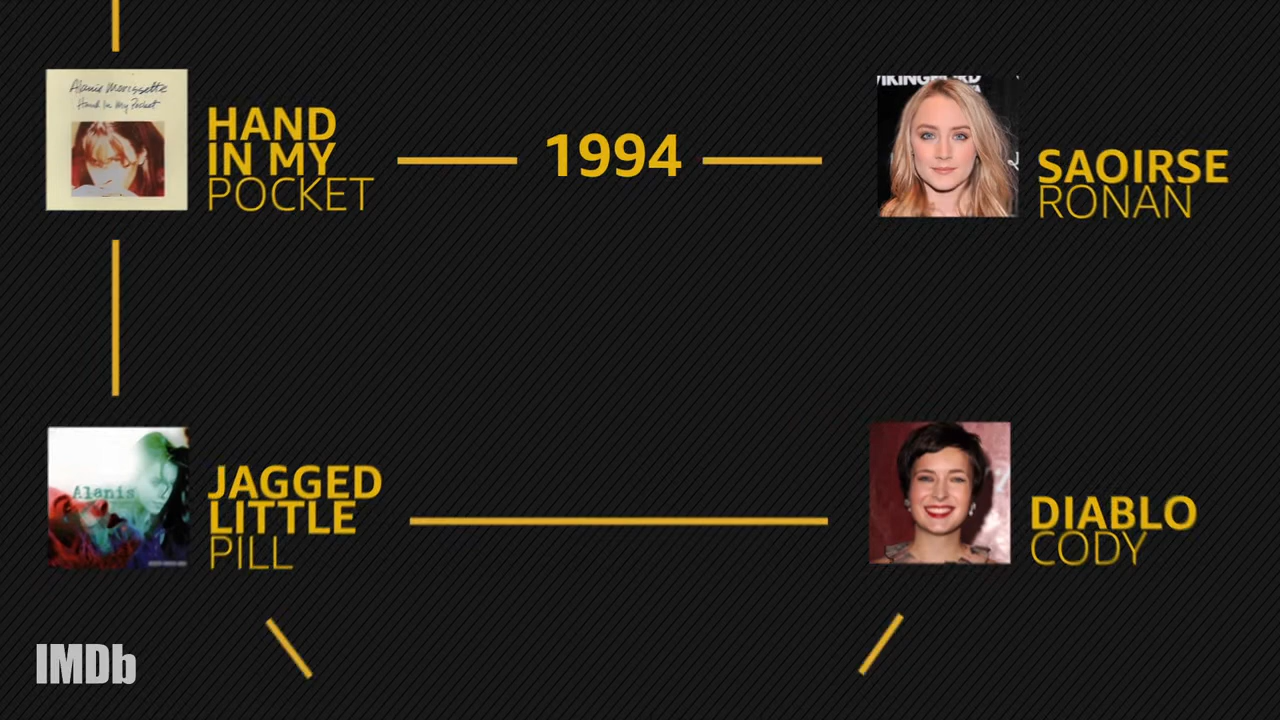 Alanis Morissette
Hand In My Pocket
HAND
IN MY
POCKET
1994
SAOIRSE
RONAN
Alanis
JAGGED
LITTLE
PILL
DIABLO
CODY
IMDb